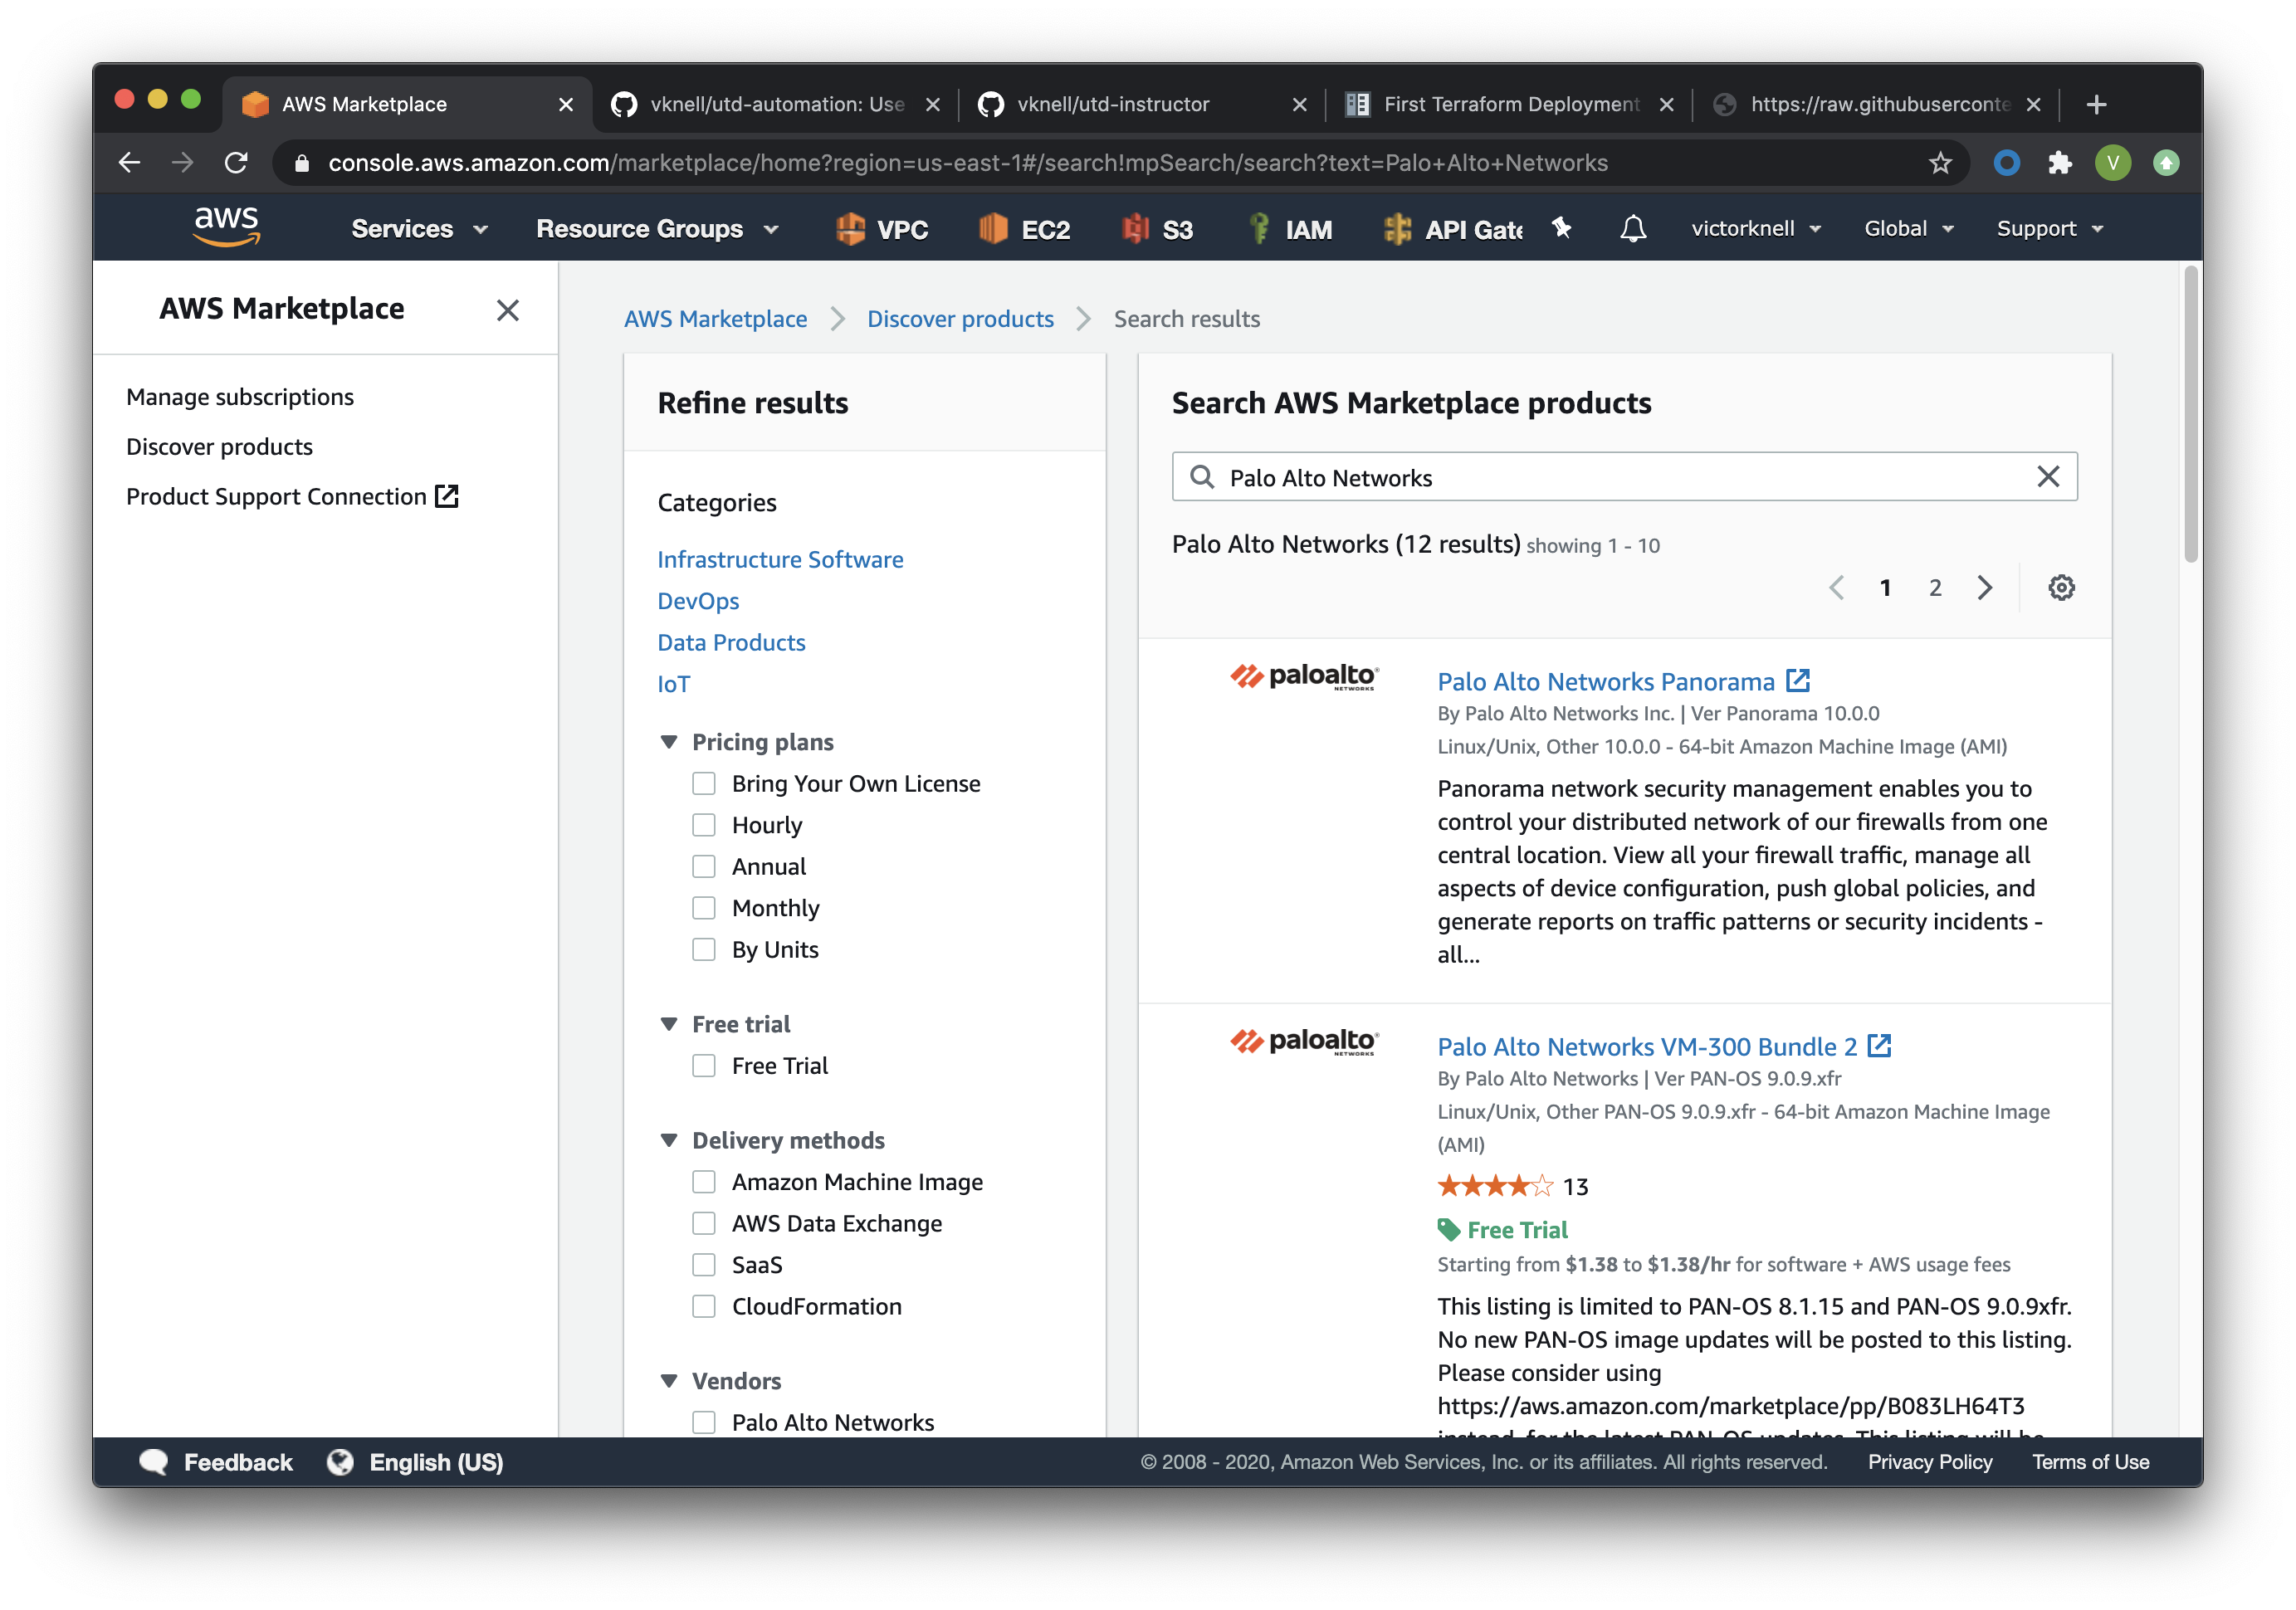 AWS Marketplace
vknell/utd-automation: Use
vknell/utd-instructor
First Terraform Deployment
https://raw.githubuserconte
console.aws.amazon.com/marketplace/home?region=us-east-1#/search!mpSearch/search?text=Palo+Alto+Networks
V
aws
Services
Resource Groups
VPC
EC2
S3
IAM
API Gate
victorknell
Global
Support
AWS Marketplace
Manage subscriptions
Discover products
Product Support Connection
AWS Marketplace
Discover products
Search results
Refine results
Categories
Infrastructure Software
DevOps
Data Products
IoT
Pricing plans
Bring Your Own License
Hourly
Annual
Monthly
By Units
Free trial
Free Trial
Delivery methods
Amazon Machine Image
AWS Data Exchange
SaaS
CloudFormation
Vendors
Palo Alto Networks
Search AWS Marketplace products
Palo Alto Networks
Palo Alto Networks (12 results) showing 1 - 10
1 2
paloalto®
NETWORKS
Palo Alto Networks Panorama
By Palo Alto Networks Inc. | Ver Panorama 10.0.0
Linux/Unix, Other 10.0.0 - 64-bit Amazon Machine Image (AMI)
Panorama network security management enables you to
control your distributed network of our firewalls from one
central location. View all your firewall traffic, manage all
aspects of device configuration, push global policies, and
generate reports on traffic patterns or security incidents -
all...
paloalto®
NETWORKS
Palo Alto Networks VM-300 Bundle 2
By Palo Alto Networks | Ver PAN-OS 9.0.9.xfr
Linux/Unix, Other PAN-OS 9.0.9.xfr - 64-bit Amazon Machine Image
(AMI)
13
Free Trial
Starting from $1.38 to $1.38/hr for software + AWS usage fees
This listing is limited to PAN-OS 8.1.15 and PAN-OS 9.0.9xfr.
No new PAN-OS image updates will be posted to this listing.
Please consider using
https://aws.amazon.com/marketplace/pp/B083LH64T3
instead, for the latest PAN-OS updates. This listing will be
Feedback
English (US)
© 2008 - 2020, Amazon Web Services, Inc. or its affiliates. All rights reserved.
Privacy Policy
Terms of Use